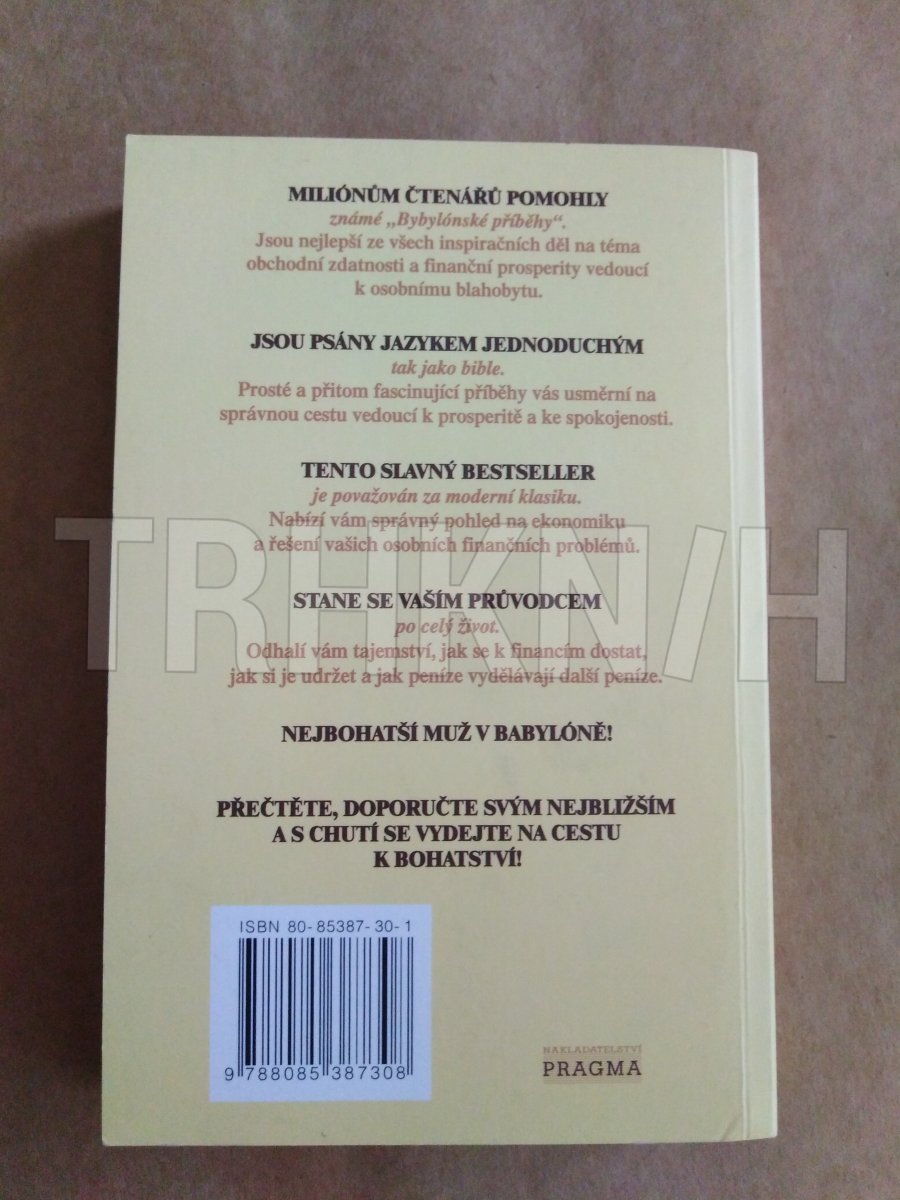 MILIÓNŮM ČTENÁŘŮ POMOHLY
známé „Bybylónské příběhy“.
Jsou nejlepší ze všech inspiračních děl na téma
obchodní zdatnosti a finanční prosperity vedoucí
k osobnímu blahobytu.
JSOU PSÁNY JAZYKEM JEDNODUCHÝM
tak jako bible.
Prosté a přitom fascinující příběhy vás usměrní na
správnou cestu vedoucí k prosperitě a ke spokojenosti.
TENTO SLAVNÝ BESTSELLER
je považován za moderní klasiku.
Nabízí vám správný pohled na ekonomiku
a řešení vašich osobních finančních problémů.
TRHKNIH
STANE SE VAŠÍM PRŮVODCEM
po celý život.
Odhalí vám tajemství, jak se k financím dostat,
jak si je udržet a jak peníze vydělávají další peníze.
NEJBOHATŠÍ MUŽ V BABYLÓNĚ!
PŘEČTĚTE, DOPORUČTE SVÝM NEJBLIŽŠÍM
A S CHUTÍ SE VYDEJTE NA CESTU
K BOHATSTVÍ!
ISBN 80-85387-30-1
9 788085 387308
NAKLADATELSTVÍ
PRAGMA